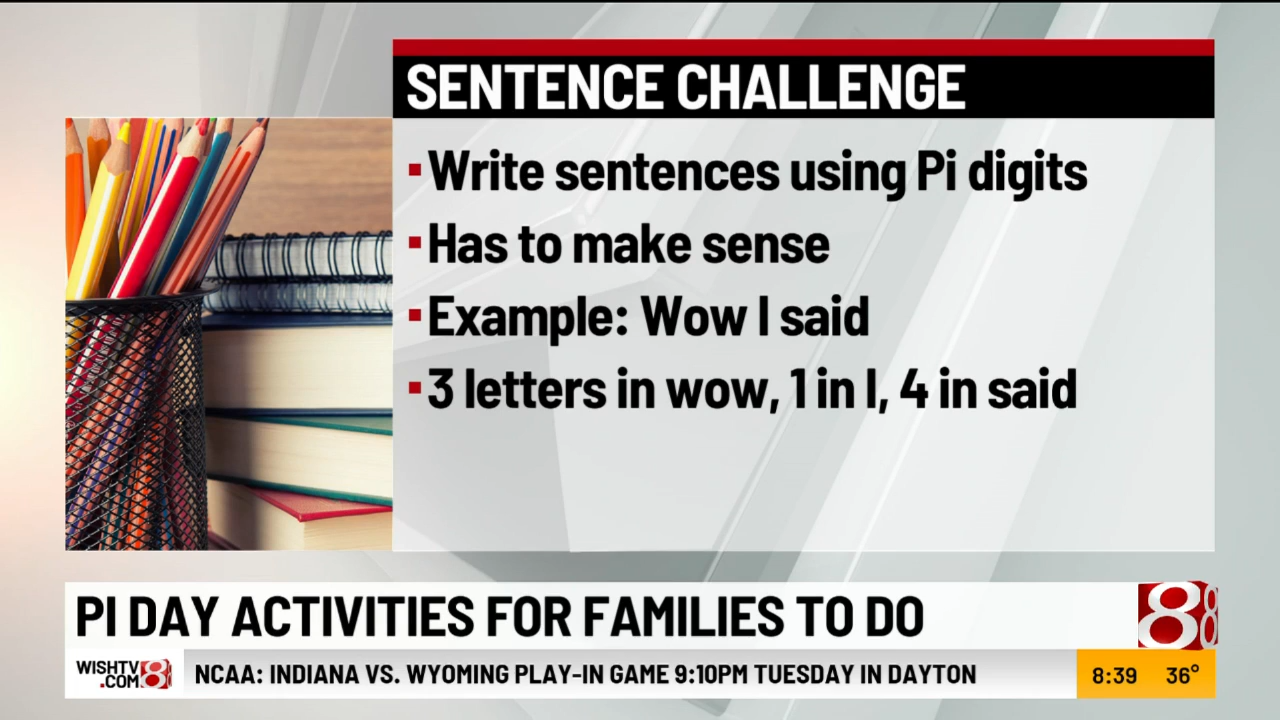 SENTENCE CHALLENGE
Write sentences using Pi digits
Has to make sense
Example: Wow I said
3 letters in wow, 1 in I, 4 in said
PI DAY ACTIVITIES FOR FAMILIES TO DO
8
WISHTV
.COM 8
NCAA: INDIANA VS. WYOMING PLAY-IN GAME 9:10PM TUESDAY IN DAYTON
8:39 36°